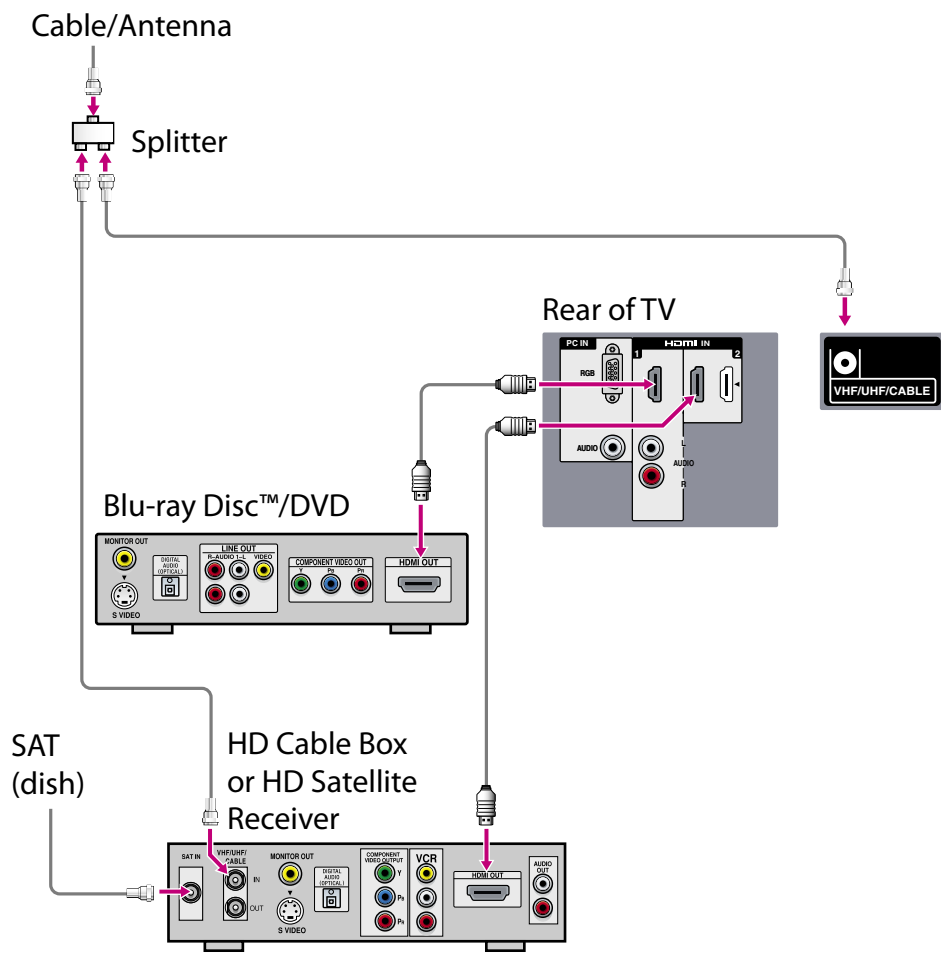 Cable/Antenna
Splitter
Rear of TV
PC IN
HDMI IN
1
2
RGB
VHF/UHF/CABLE
AUDIO
L
AUDIO
R
Blu-ray Disc™/DVD
MONITOR OUT
S VIDEO
DIGITAL
AUDIO
(OPTICAL)
LINE OUT
R–AUDIO 1–L VIDEO
COMPONENT VIDEO OUT
Y PB PR
HDMI OUT
SAT
(dish)
HD Cable Box
or HD Satellite
Receiver
SAT IN
VHF/UHF/
CABLE
IN
OUT
MONITOR OUT
S VIDEO
DIGITAL
AUDIO
(OPTICAL)
COMPONENT
VIDEO OUTPUT
Y
PB
PR
VCR
HDMI OUT
AUDIO
OUT